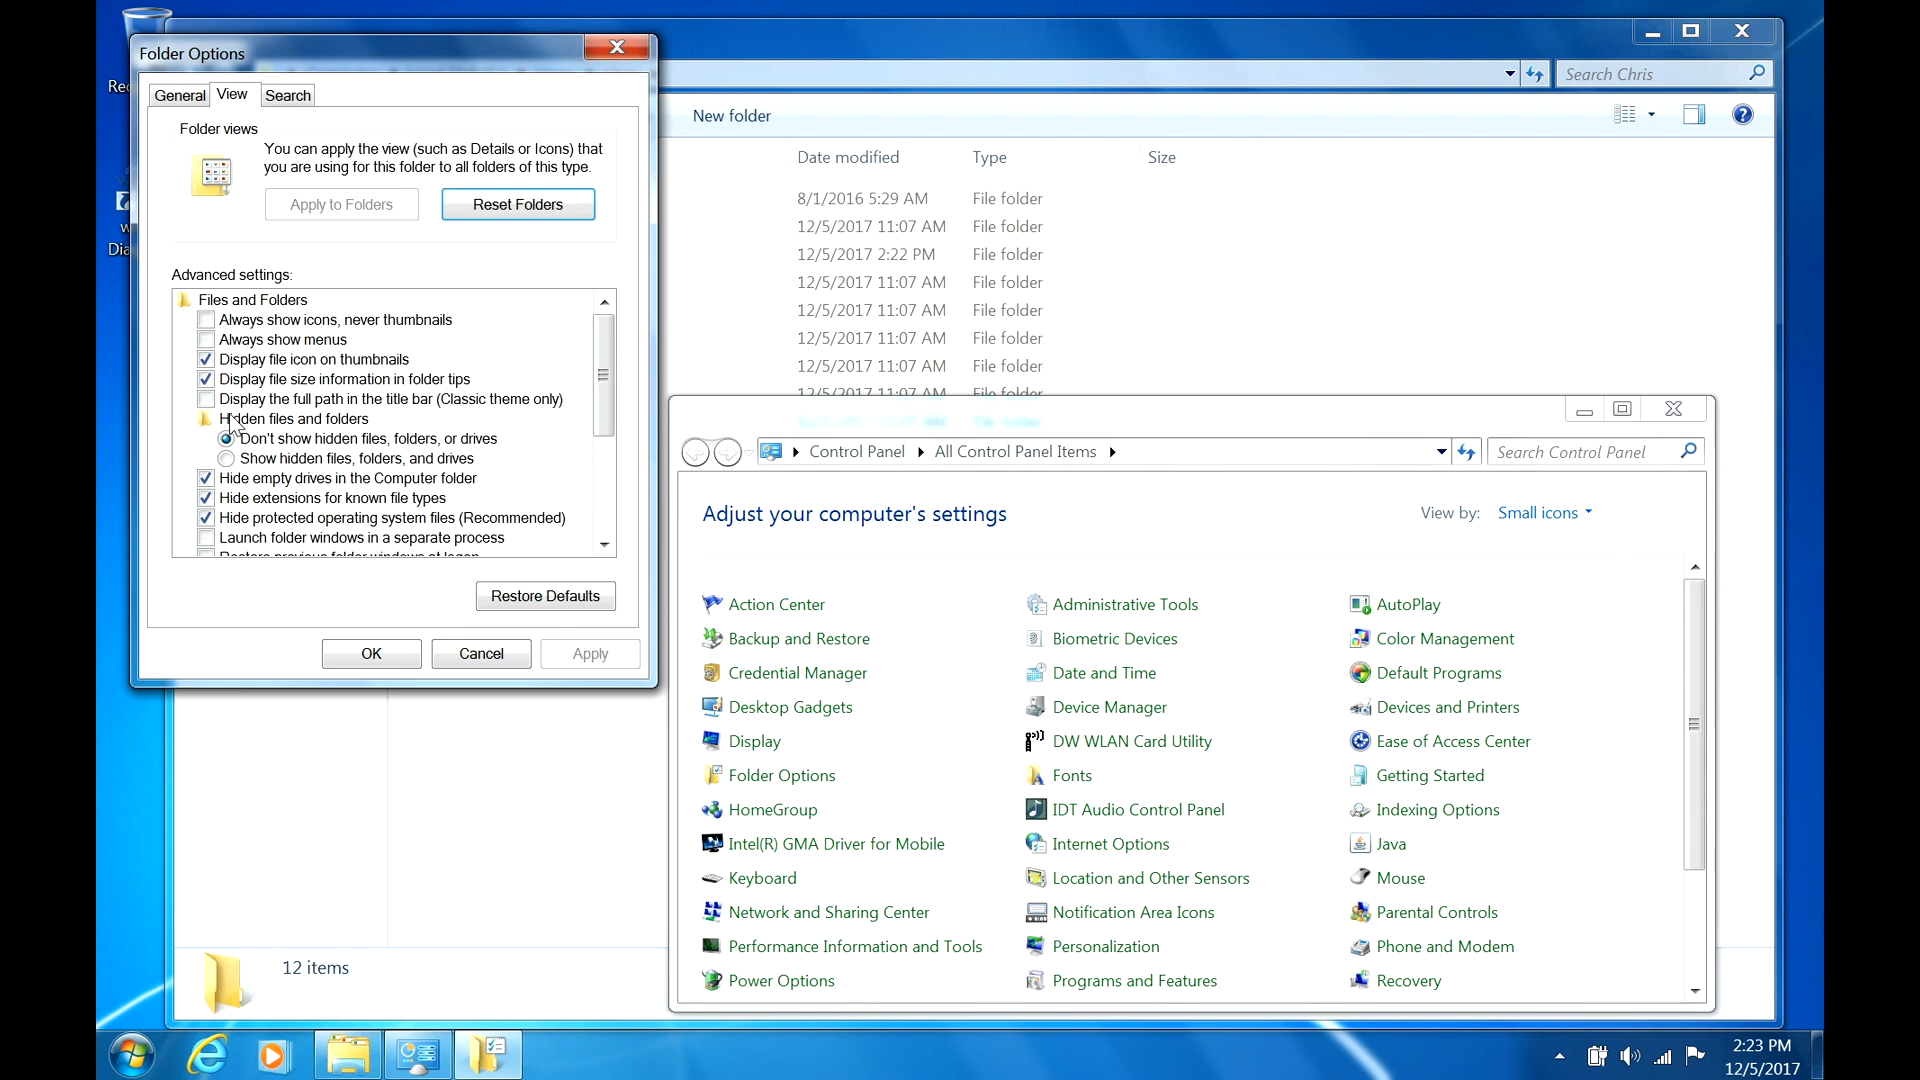 Folder Options
General
View
Search
Folder views
You can apply the view (such as Details or Icons) that
you are using for this folder to all folders of this type.
Apply to Folders
Reset Folders
Advanced settings:
Files and Folders
Always show icons, never thumbnails
Always show menus
Display file icon on thumbnails
Display file size information in folder tips
Display the full path in the title bar (Classic theme only)
Hidden files and folders
Don't show hidden files, folders, or drives
Show hidden files, folders, and drives
Hide empty drives in the Computer folder
Hide extensions for known file types
Hide protected operating system files (Recommended)
Launch folder windows in a separate process
Restore previous folder windows at logon
Restore Defaults
OK
Cancel
Apply
Search Chris
New folder
Date modified
Type
Size
8/1/2016 5:29 AM
File folder
12/5/2017 11:07 AM
File folder
12/5/2017 2:22 PM
File folder
12/5/2017 11:07 AM
File folder
12/5/2017 11:07 AM
File folder
12/5/2017 11:07 AM
File folder
12/5/2017 11:07 AM
File folder
12/5/2017 11:07 AM
File folder
Control Panel
All Control Panel Items
Search Control Panel
Adjust your computer's settings
View by:
Small icons
Action Center
Administrative Tools
AutoPlay
Backup and Restore
Biometric Devices
Color Management
Credential Manager
Date and Time
Default Programs
Desktop Gadgets
Device Manager
Devices and Printers
Display
DW WLAN Card Utility
Ease of Access Center
Folder Options
Fonts
Getting Started
HomeGroup
IDT Audio Control Panel
Indexing Options
Intel(R) GMA Driver for Mobile
Internet Options
Java
Keyboard
Location and Other Sensors
Mouse
Network and Sharing Center
Notification Area Icons
Parental Controls
Performance Information and Tools
Personalization
Phone and Modem
Power Options
Programs and Features
Recovery
12 items
2:23 PM
12/5/2017